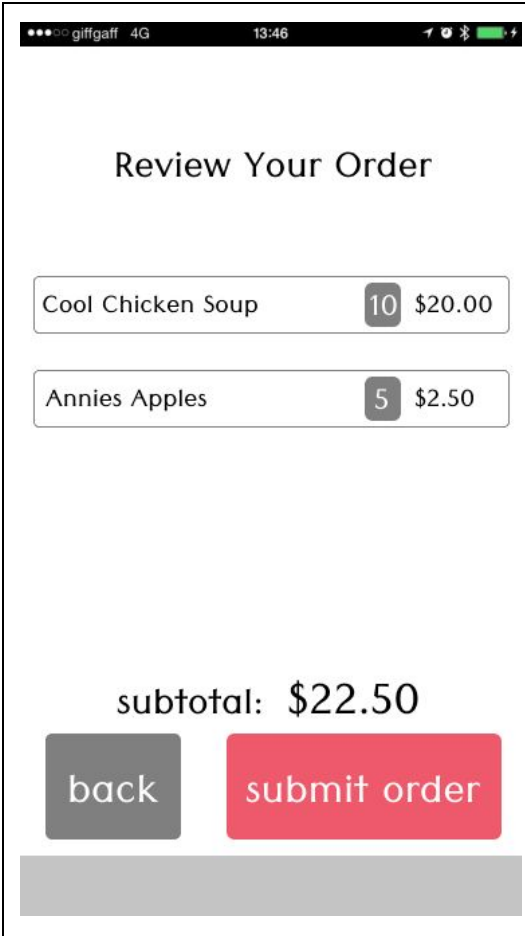 giffgaff 4G 13:46
Review Your Order
Cool Chicken Soup 10 $20.00
Annies Apples 5 $2.50
subtotal: $22.50
back submit order